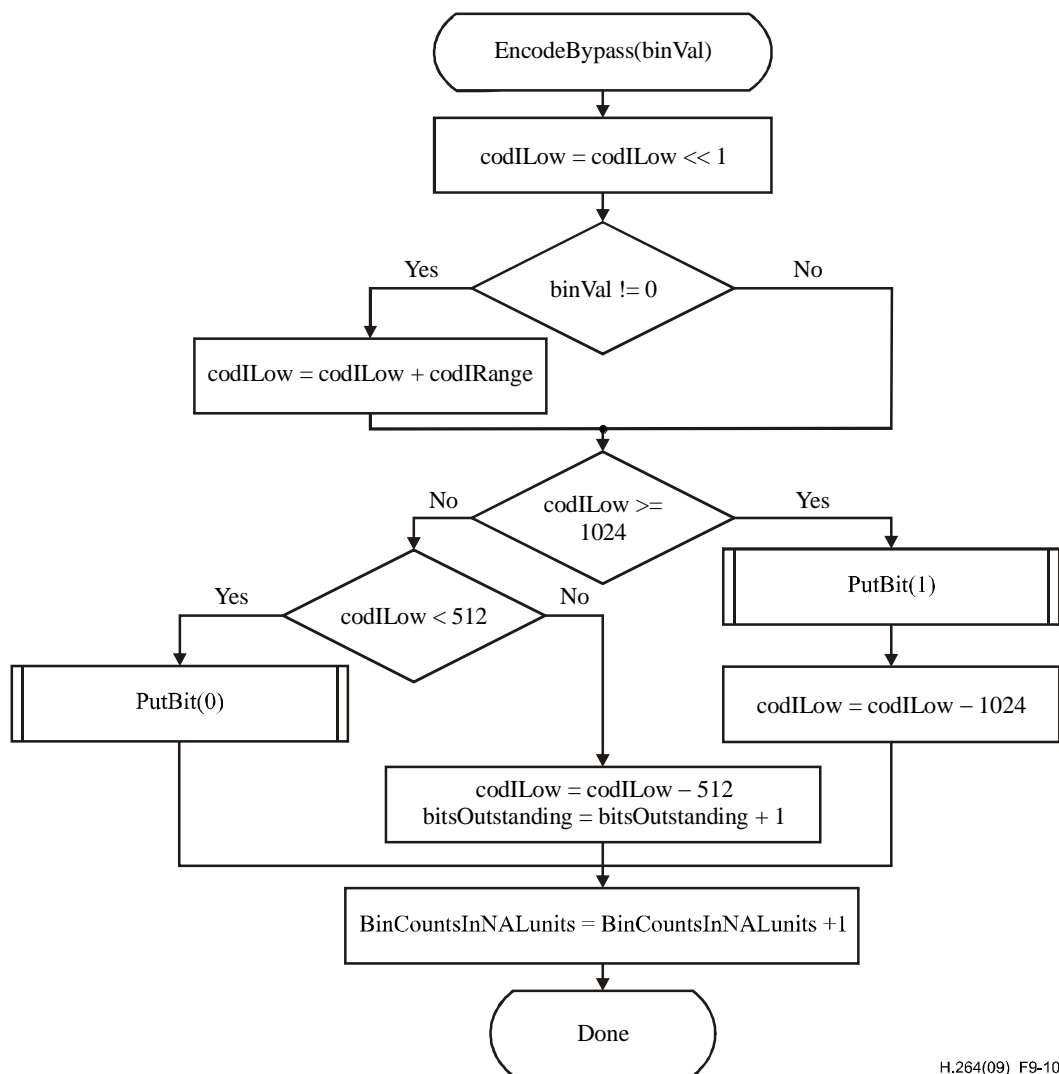 EncodeBypass(binVal)
codILow = codILow << 1
Yes
No
binVal != 0
codILow = codILow + codIRange
No
codILow >=
1024
Yes
Yes
codILow < 512
No
PutBit(1)
PutBit(0)
codILow = codILow − 1024
codILow = codILow − 512
bitsOutstanding = bitsOutstanding + 1
BinCountsInNALunits = BinCountsInNALunits +1
Done
H.264(09)_F9-10